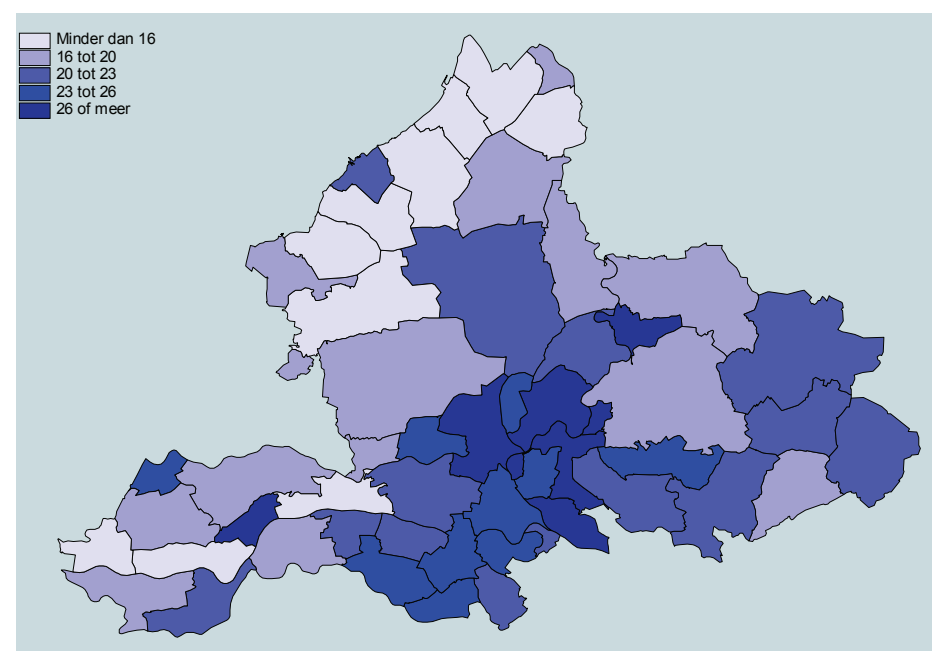 Minder dan 16
16 tot 20
20 tot 23
23 tot 26
26 of meer